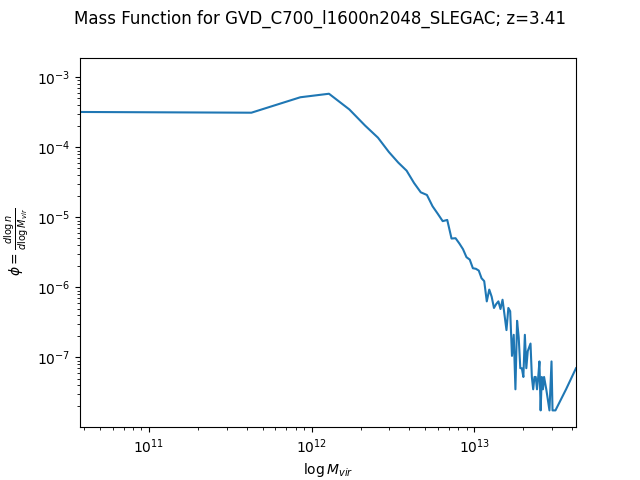 Mass Function for GVD_C700_l1600n2048_SLEGAC; z=3.41
10⁻³
10⁻⁴
10⁻⁵
10⁻⁶
10⁻⁷
ϕ = d log n / d log M_vir
10¹¹ 10¹² 10¹³
log M_vir